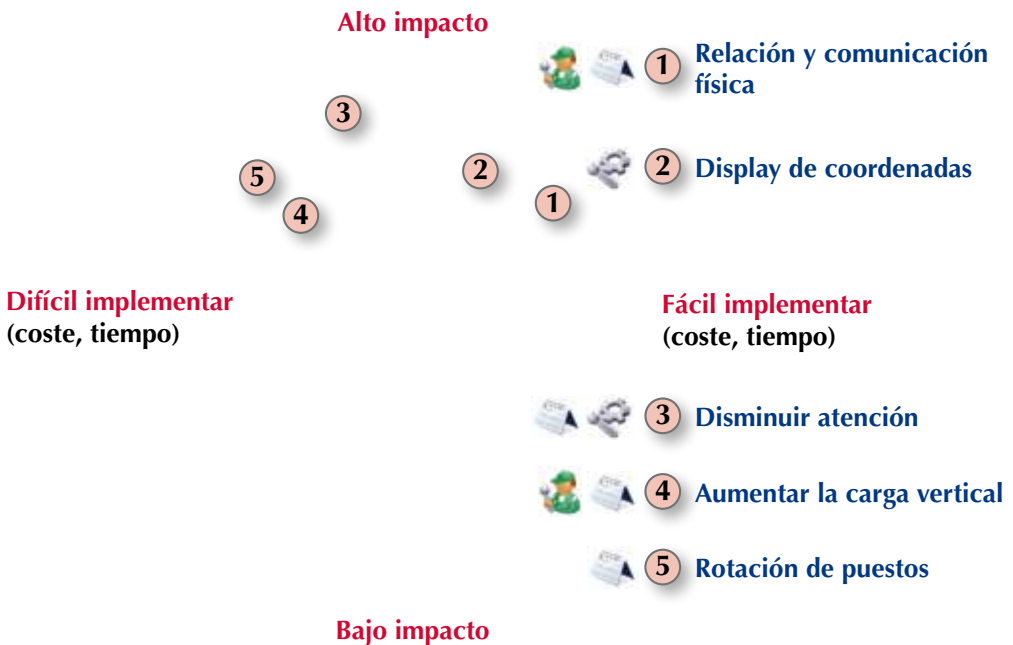 Alto impacto
1 Relación y comunicación
física
3
5
2
2 Display de coordenadas
4
1
Difícil implementar
(coste, tiempo)
Fácil implementar
(coste, tiempo)
3 Disminuir atención
4 Aumentar la carga vertical
5 Rotación de puestos
Bajo impacto